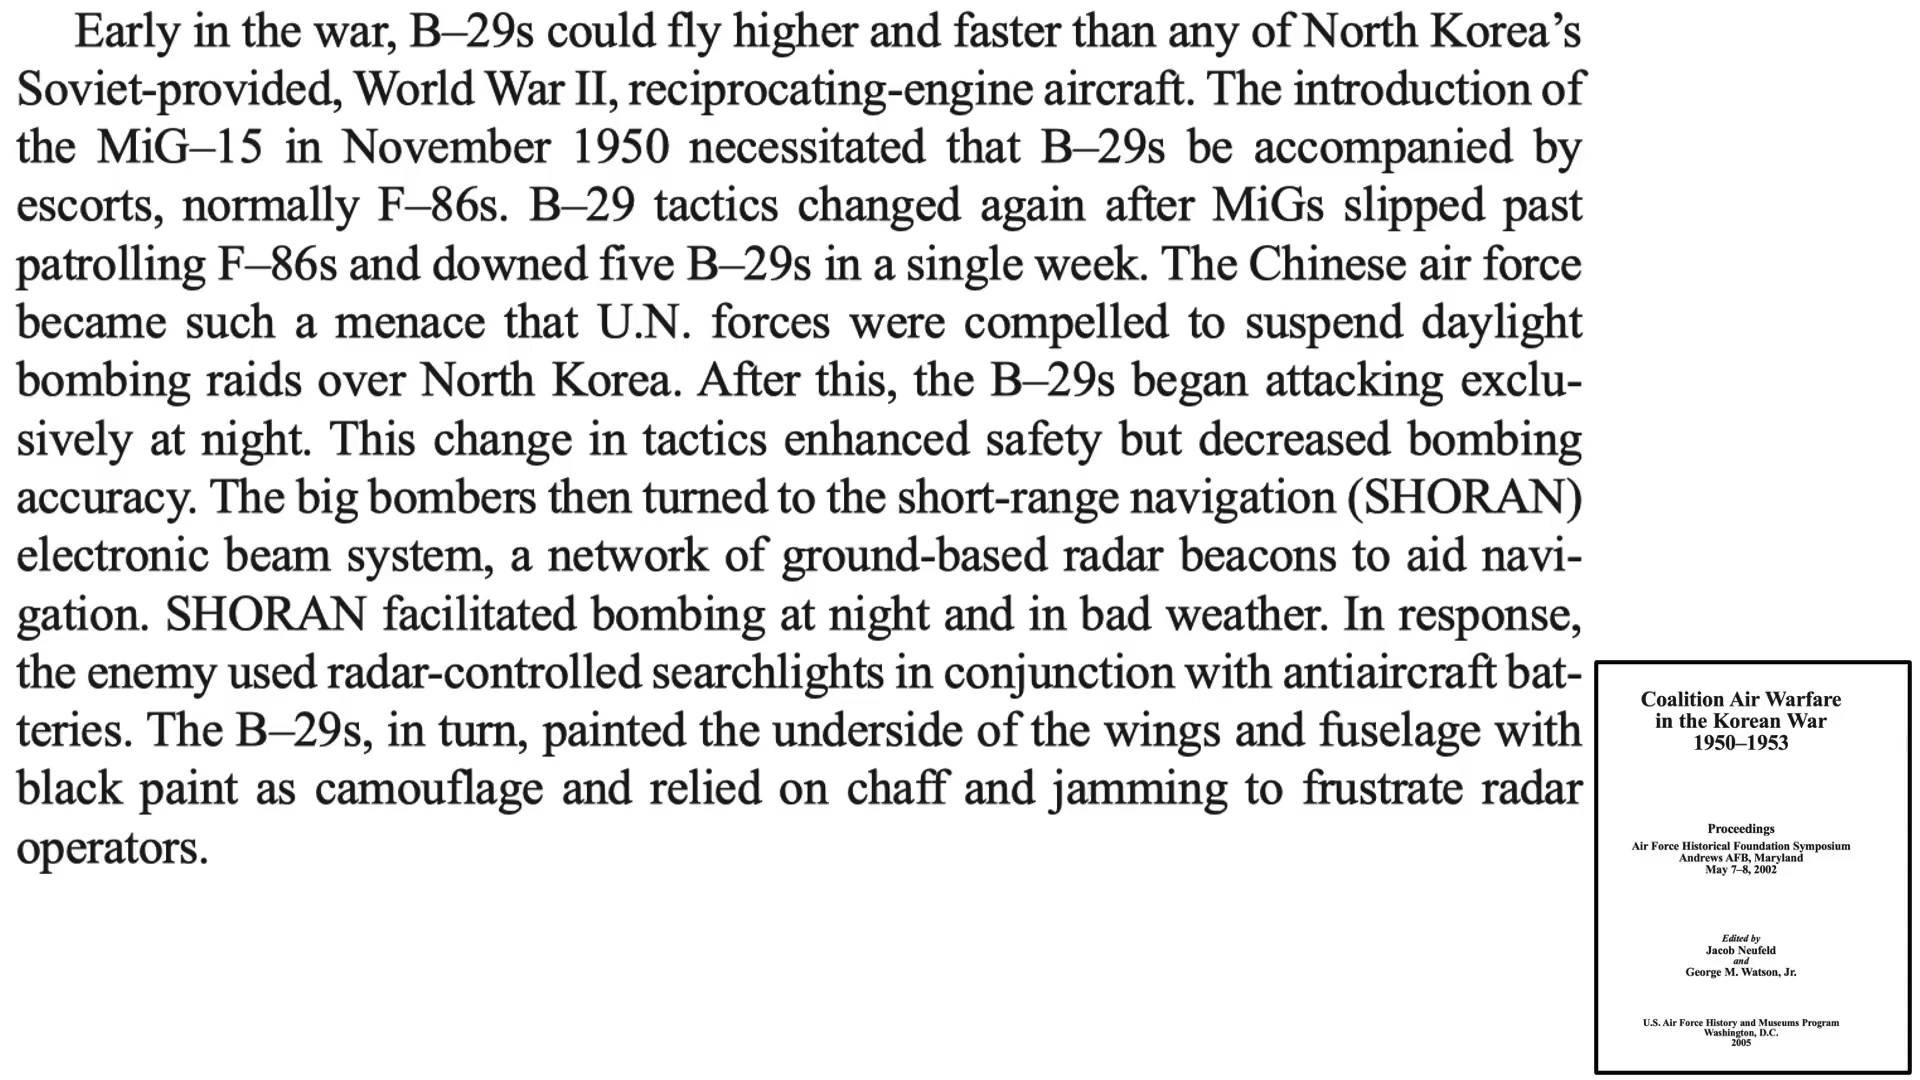 Early in the war, B–29s could fly higher and faster than any of North Korea’s
Soviet-provided, World War II, reciprocating-engine aircraft. The introduction of
the MiG–15 in November 1950 necessitated that B–29s be accompanied by
escorts, normally F–86s. B–29 tactics changed again after MiGs slipped past
patrolling F–86s and downed five B–29s in a single week. The Chinese air force
became such a menace that U.N. forces were compelled to suspend daylight
bombing raids over North Korea. After this, the B–29s began attacking exclu-
sively at night. This change in tactics enhanced safety but decreased bombing
accuracy. The big bombers then turned to the short-range navigation (SHORAN)
electronic beam system, a network of ground-based radar beacons to aid navi-
gation. SHORAN facilitated bombing at night and in bad weather. In response,
the enemy used radar-controlled searchlights in conjunction with antiaircraft bat-
teries. The B–29s, in turn, painted the underside of the wings and fuselage with
black paint as camouflage and relied on chaff and jamming to frustrate radar
operators.
Coalition Air Warfare
in the Korean War
1950–1953
Proceedings
Air Force Historical Foundation Symposium
Andrews AFB, Maryland
May 7–8, 2002
Edited by
Jacob Neufeld
and
George M. Watson, Jr.
U.S. Air Force History and Museums Program
Washington, D.C.
2005